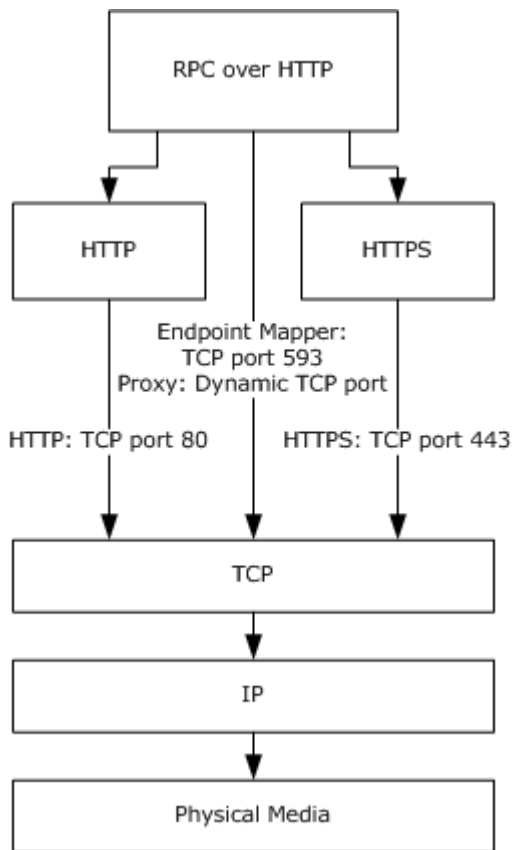 RPC over HTTP
HTTP
HTTPS
Endpoint Mapper:
TCP port 593
Proxy: Dynamic TCP port
HTTP: TCP port 80
HTTPS: TCP port 443
TCP
IP
Physical Media